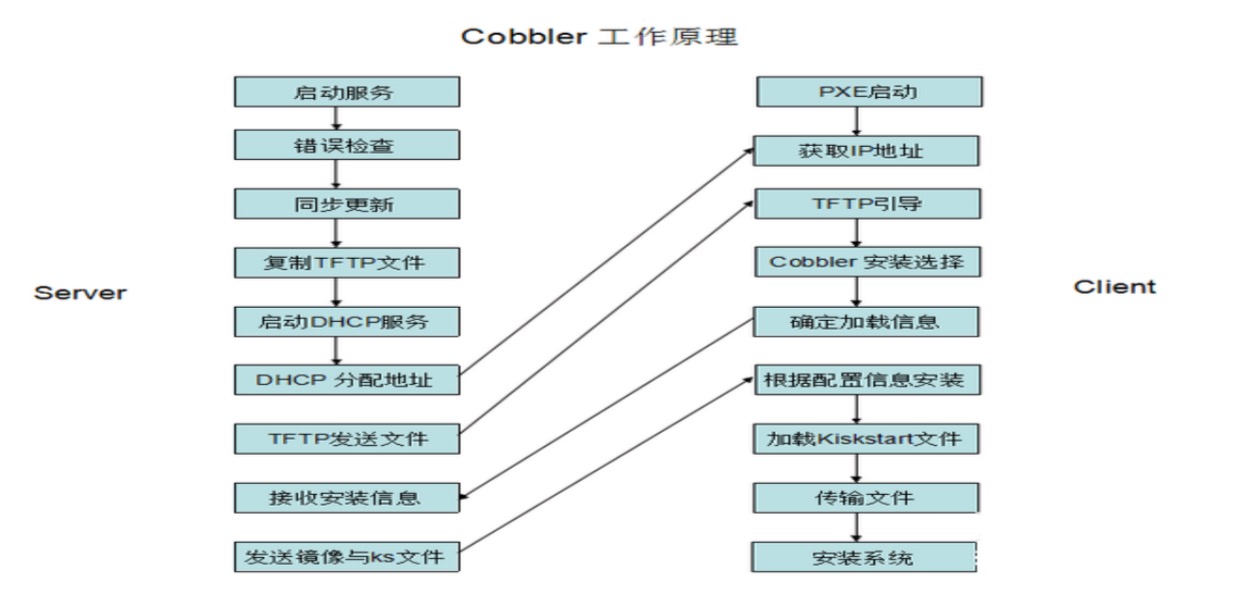 Cobbler 工作原理
Server
启动服务
错误检查
同步更新
复制TFTP文件
启动DHCP服务
DHCP 分配地址
TFTP发送文件
接收安装信息
发送镜像与ks文件
PXE启动
获取IP地址
TFTP引导
Cobbler 安装选择
确定加载信息
根据配置信息安装
加载Kiskstart文件
传输文件
安装系统
Client